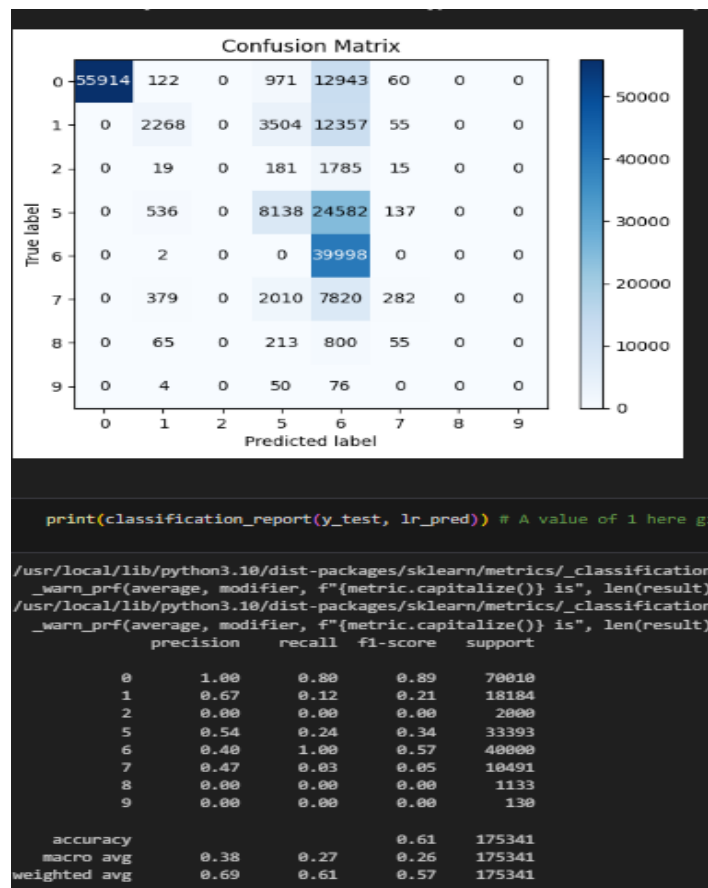 Confusion Matrix
0 55914 122 0 971 12943 60 0 0
50000
1 0 2268 0 3504 12357 55 0 0
40000
2 0 19 0 181 1785 15 0 0
True label
5 0 536 0 8138 24582 137 0 0
30000
6 0 2 0 0 39998 0 0 0
20000
7 0 379 0 2010 7820 282 0 0
8 0 65 0 213 800 55 0 0
10000
9 0 4 0 50 76 0 0 0
0
0 1 2 5 6 7 8 9
Predicted label
print(classification_report(y_test, lr_pred)) # A value of 1 here g
/usr/local/lib/python3.10/dist-packages/sklearn/metrics/_classification
_warn_prf(average, modifier, f"{metric.capitalize()} is", len(result)
/usr/local/lib/python3.10/dist-packages/sklearn/metrics/_classification
_warn_prf(average, modifier, f"{metric.capitalize()} is", len(result)
precision recall f1-score support
0 1.00 0.80 0.89 70010
1 0.67 0.12 0.21 18184
2 0.00 0.00 0.00 2000
5 0.54 0.24 0.34 33393
6 0.40 1.00 0.57 40000
7 0.47 0.03 0.05 10491
8 0.00 0.00 0.00 1133
9 0.00 0.00 0.00 130
accuracy 0.61 175341
macro avg 0.38 0.27 0.26 175341
weighted avg 0.69 0.61 0.57 175341